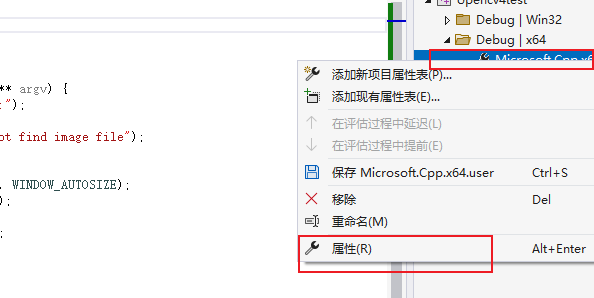 opencv4test
Debug | Win32
Debug | x64
Microsoft.Cpp.x6
** argv) {
");
ot find image file");
, WINDOW_AUTOSIZE);
);
;
添加新项目属性表(P)...
添加现有属性表(E)...
在评估过程中延迟(L)
在评估过程中提前(E)
保存 Microsoft.Cpp.x64.user Ctrl+S
移除 Del
重命名(M)
属性(R) Alt+Enter